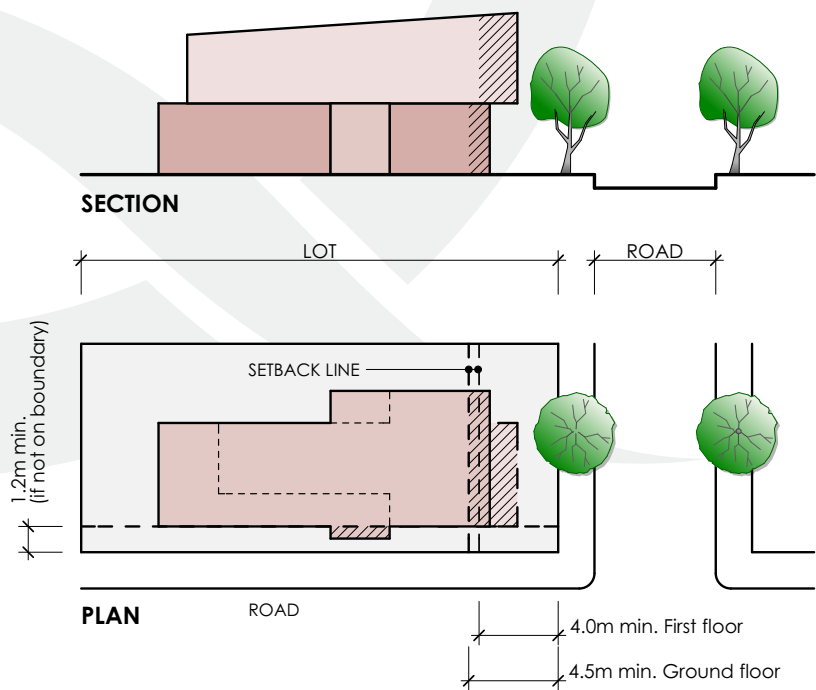 SECTION
LOT
ROAD
SETBACK LINE
1.2m min.
(if not on boundary)
PLAN
ROAD
4.0m min. First floor
4.5m min. Ground floor